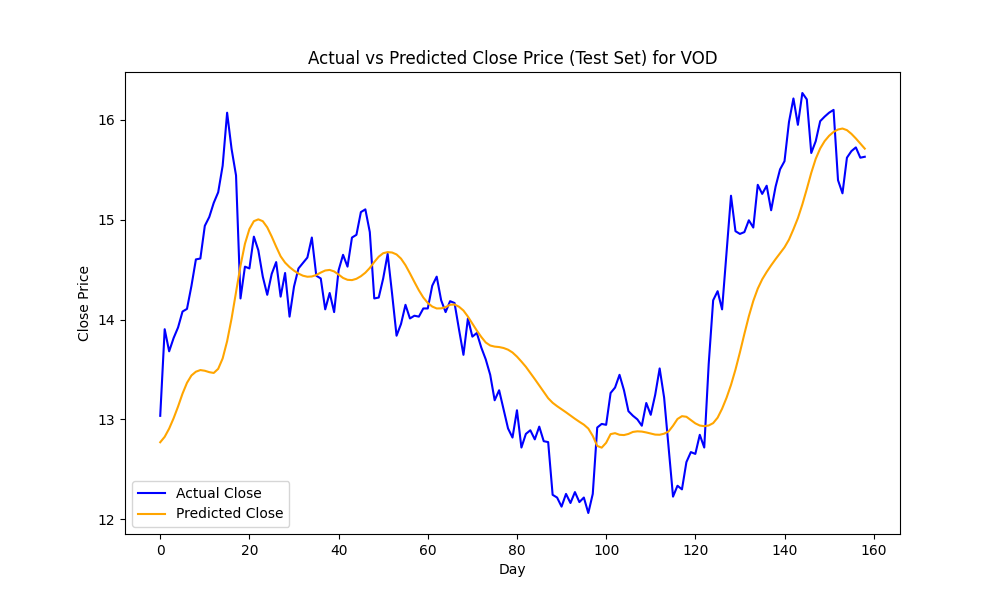 Actual vs Predicted Close Price (Test Set) for VOD
Close Price
16
15
14
13
12
Actual Close
Predicted Close
0 20 40 60 80 100 120 140 160
Day